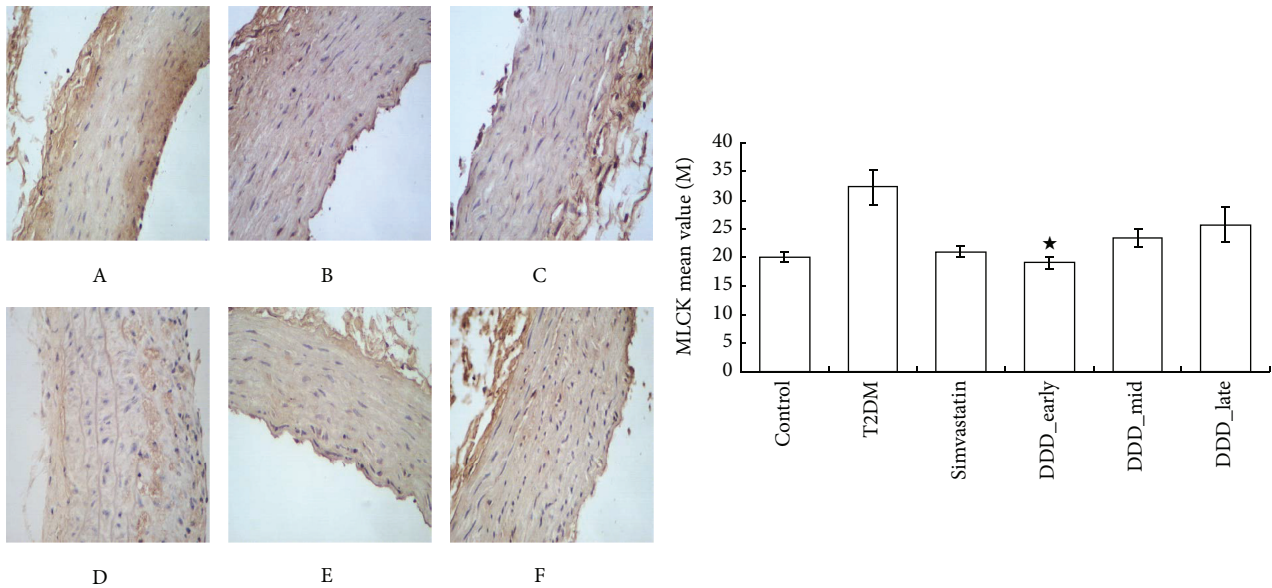 A
B
C
D
E
F
MLCK mean value (M)
40
35
30
25
20
15
10
5
0
★
Control
T2DM
Simvastatin
DDD_early
DDD_mid
DDD_late